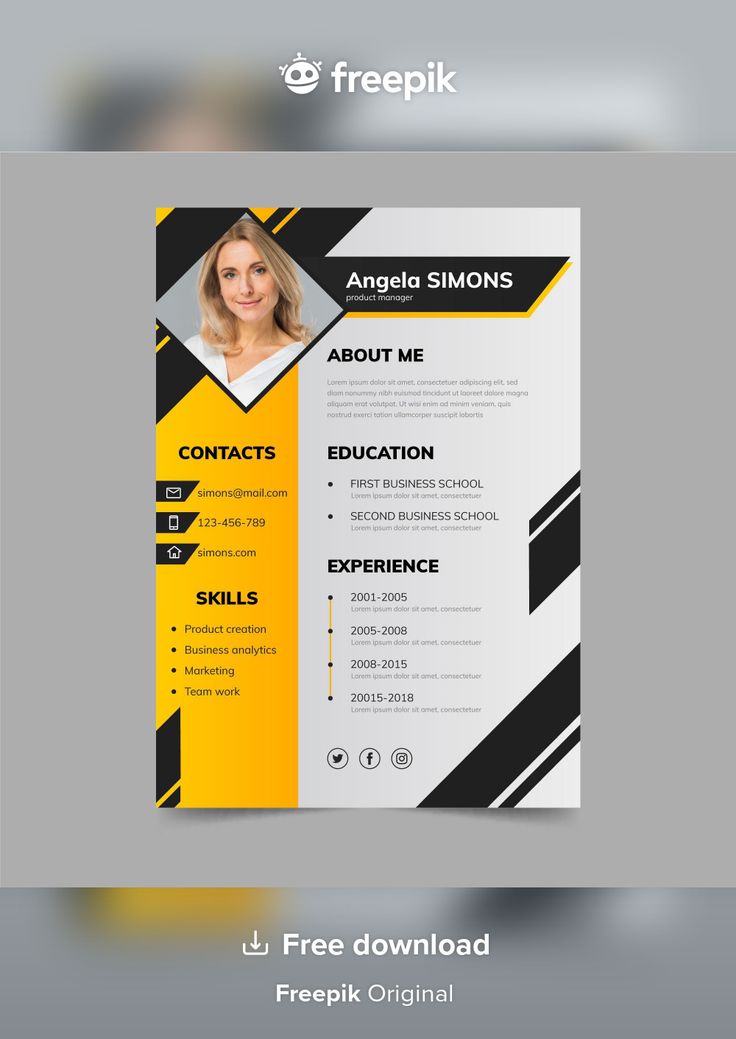 freepik
Angela SIMONS
product manager
ABOUT ME
Lorem ipsum dolor sit amet, consectetuer adipiscing elit, sed
diam nonummy nibh euismod tincidunt ut laoreet dolore magna
aliquam erat volutpat. Ut wisi enim ad minim veniam, quis
nostrud exerci tation ullamcorper suscipit lobortis
CONTACTS
simons@mail.com
123-456-789
simons.com
SKILLS
Product creation
Business analytics
Marketing
Team work
EDUCATION
FIRST BUSINESS SCHOOL
Lorem ipsum dolor sit amet, consectetuer
SECOND BUSINESS SCHOOL
Lorem ipsum dolor sit amet, consectetuer
EXPERIENCE
2001-2005
Lorem ipsum dolor sit amet, consectetuer
2005-2008
Lorem ipsum dolor sit amet, consectetuer
2008-2015
Lorem ipsum dolor sit amet, consectetuer
20015-2018
Lorem ipsum dolor sit amet, consectetuer
Free download
Freepik Original